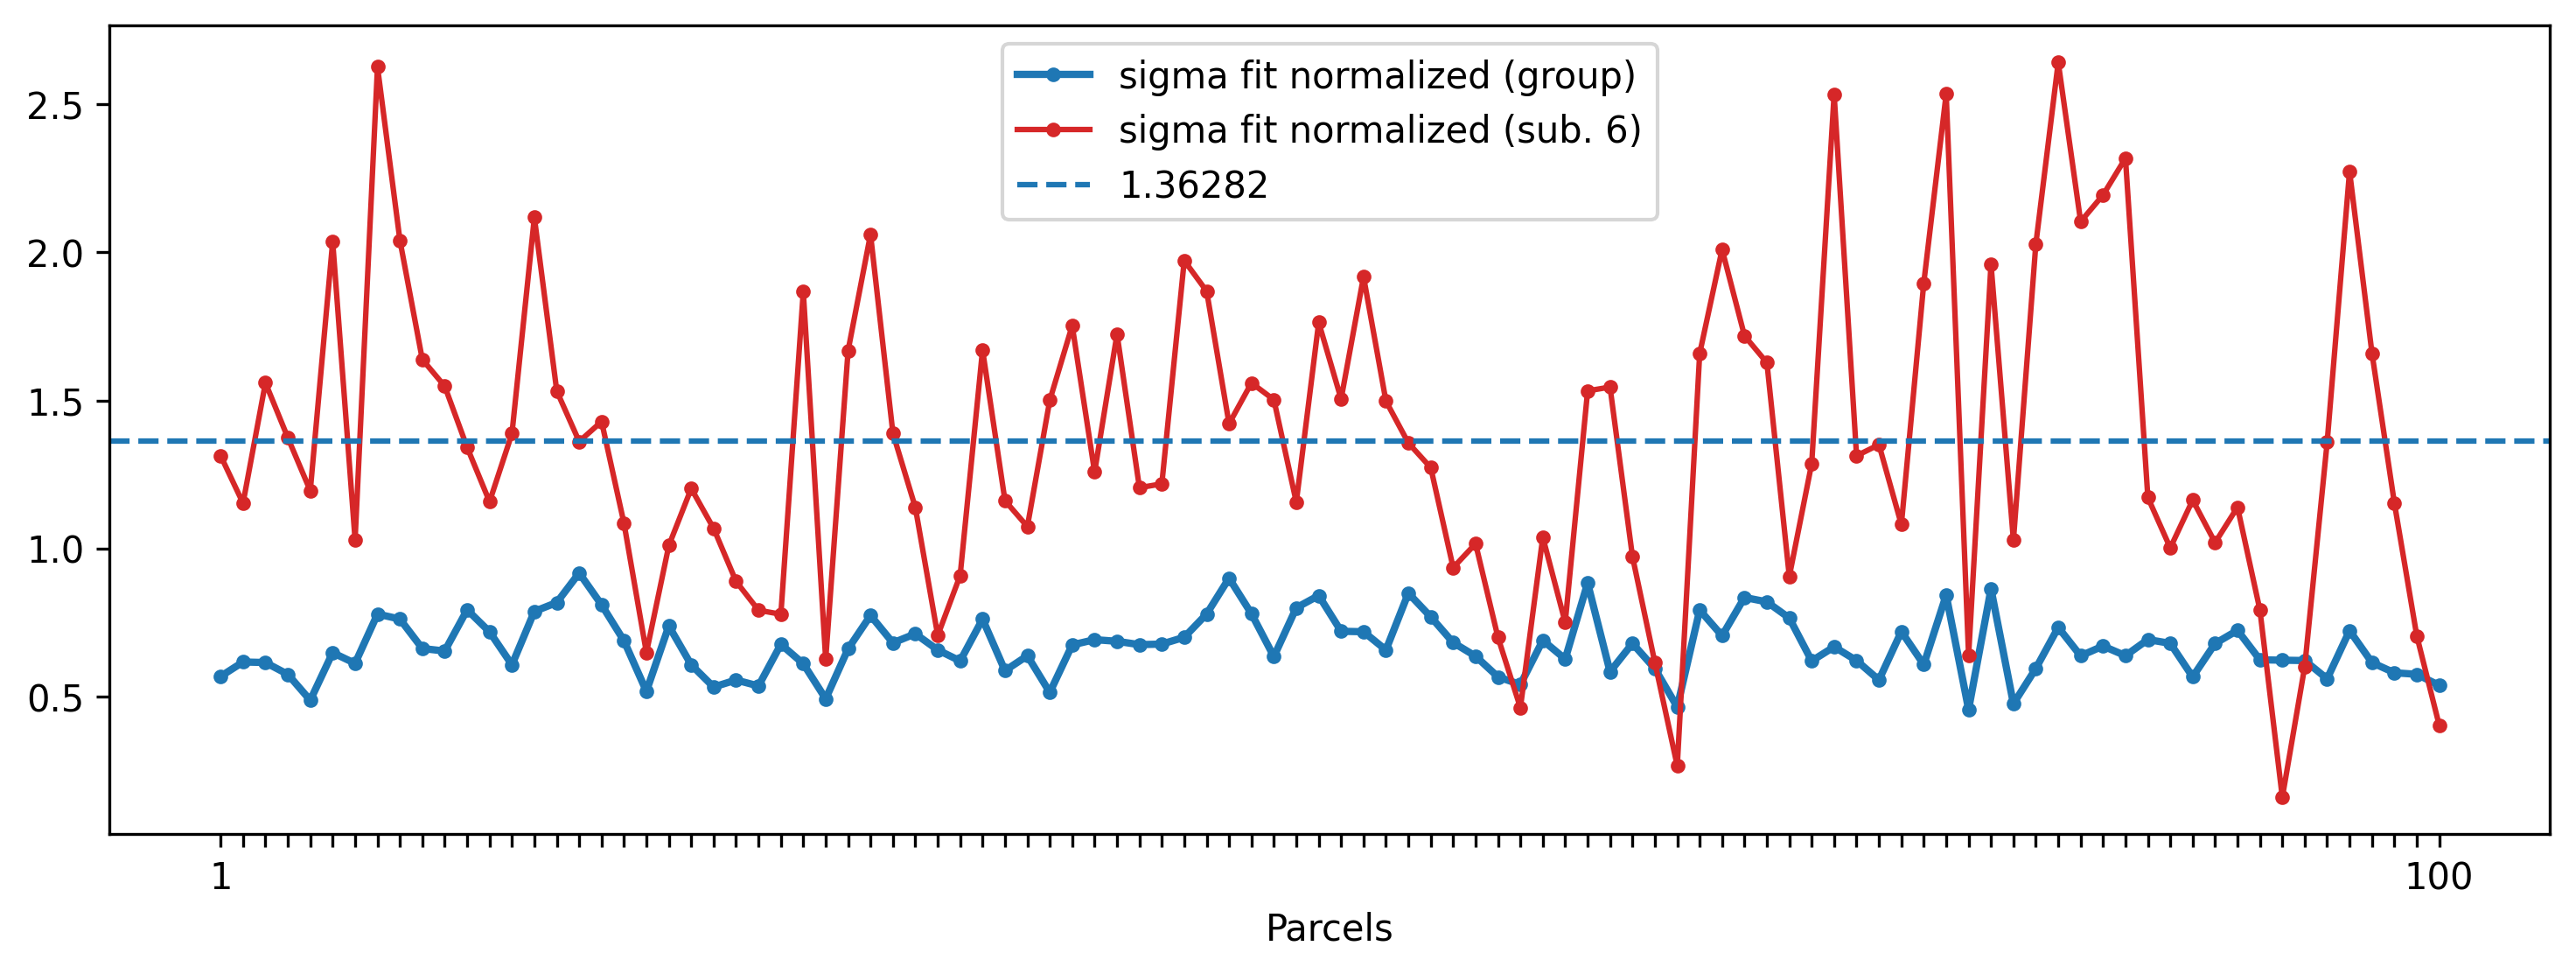 sigma fit normalized (group)
sigma fit normalized (sub. 6)
1.36282
2.5
2.0
1.5
1.0
0.5
1
100
Parcels